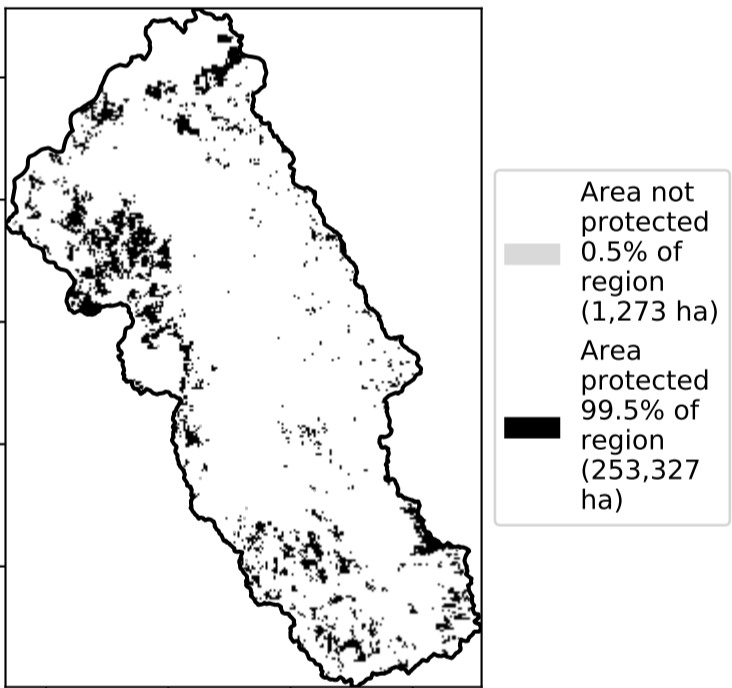 Area not
protected
0.5% of
region
(1,273 ha)
Area
protected
99.5% of
region
(253,327
ha)